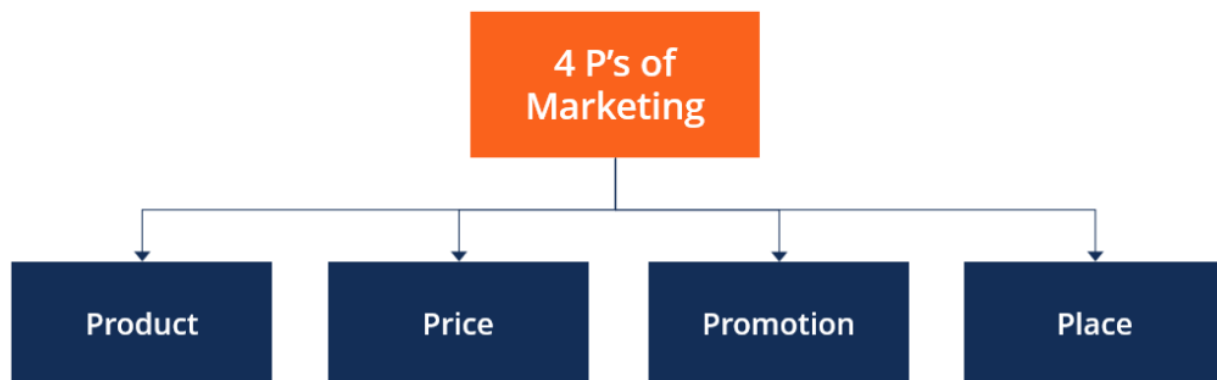 4 P’s of
Marketing
Product
Price
Promotion
Place